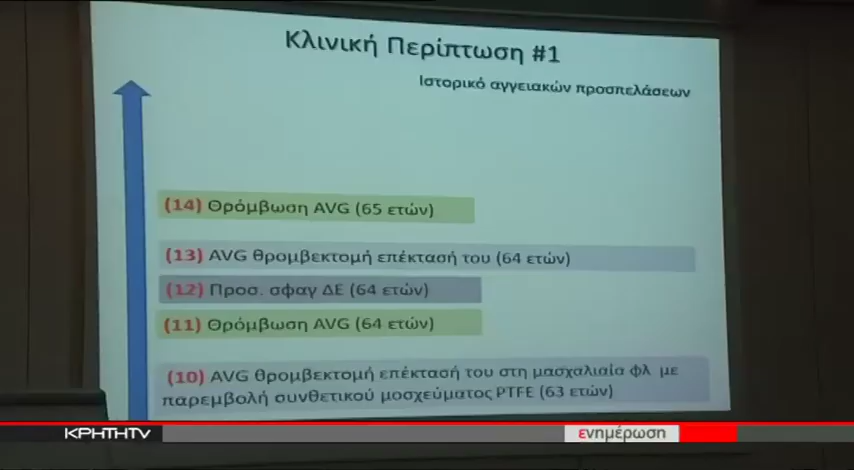 Κλινική Περίπτωση #1
Ιστορικό αγγειακών προσπελάσεων
(14) Θρόμβωση AVG (65 ετών)
(13) AVG θρομβεκτομή επέκτασή του (64 ετών)
(12) Προσ. σφαγ ΔΕ (64 ετών)
(11) Θρόμβωση AVG (64 ετών)
(10) AVG θρομβεκτομή επέκτασή του στη μασχαλιαία φλ με
παρεμβολή συνθετικού μοσχεύματος PTFE (63 ετών)
ΚΡΗΤΗTV
ενημέρωση